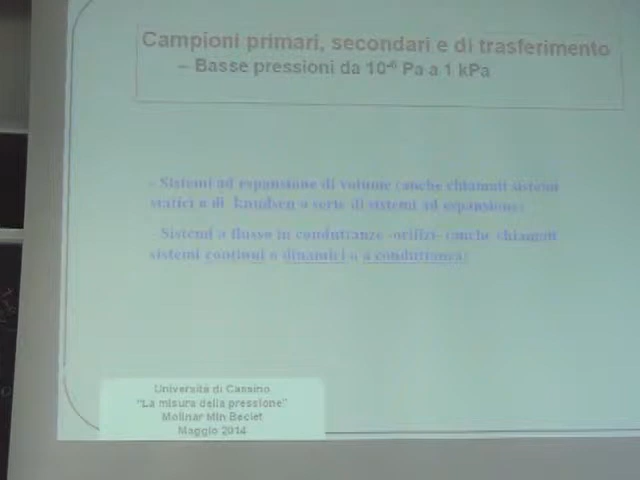 Campioni primari, secondari e di trasferimento
– Basse pressioni da 10⁻⁶ Pa a 1 kPa
- Sistemi ad espansione di volume (anche chiamati sistemi
statici o di knudsen o serie di sistemi ad espansione)
Sistemi a flusso in conduttanze -orifizi- (anche chiamati
sistemi continui o dinamici o a conduttanza)
Università di Cassino
"La misura della pressione"
Molinar Min Beciet
Maggio 2014